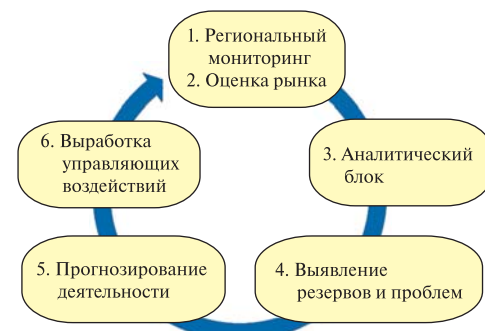 1. Региональный
мониторинг
2. Оценка рынка
3. Аналитический
блок
4. Выявление
резервов и проблем
5. Прогнозирование
деятельности
6. Выработка
управляющих
воздействий